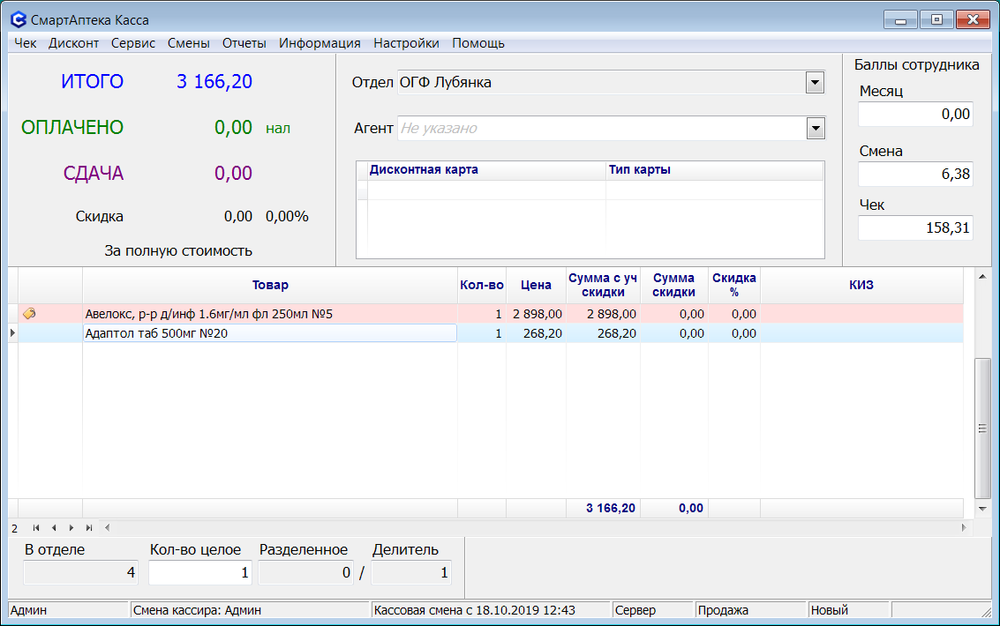 СмартАптека Касса
Чек Дисконт Сервис Смены Отчеты Информация Настройки Помощь
ИТОГО 3 166,20
ОПЛАЧЕНО 0,00 нал
СДАЧА 0,00
Скидка 0,00 0,00%
За полную стоимость
Отдел ОГФ Лубянка
Агент Не указано
Дисконтная карта Тип карты
Баллы сотрудника
Месяц
0,00
Смена
6,38
Чек
158,31
Товар Кол-во Цена Сумма с уч скидки Сумма скидки Скидка % КИЗ
Авелокс, р-р д/инф 1.6мг/мл фл 250мл №5 1 2 898,00 2 898,00 0,00 0,00
Адаптол таб 500мг №20 1 268,20 268,20 0,00 0,00
3 166,20 0,00
2
В отделе Кол-во целое Разделенное Делитель
4 1 0 / 1
Админ Смена кассира: Админ Кассовая смена с 18.10.2019 12:43 Сервер Продажа Новый